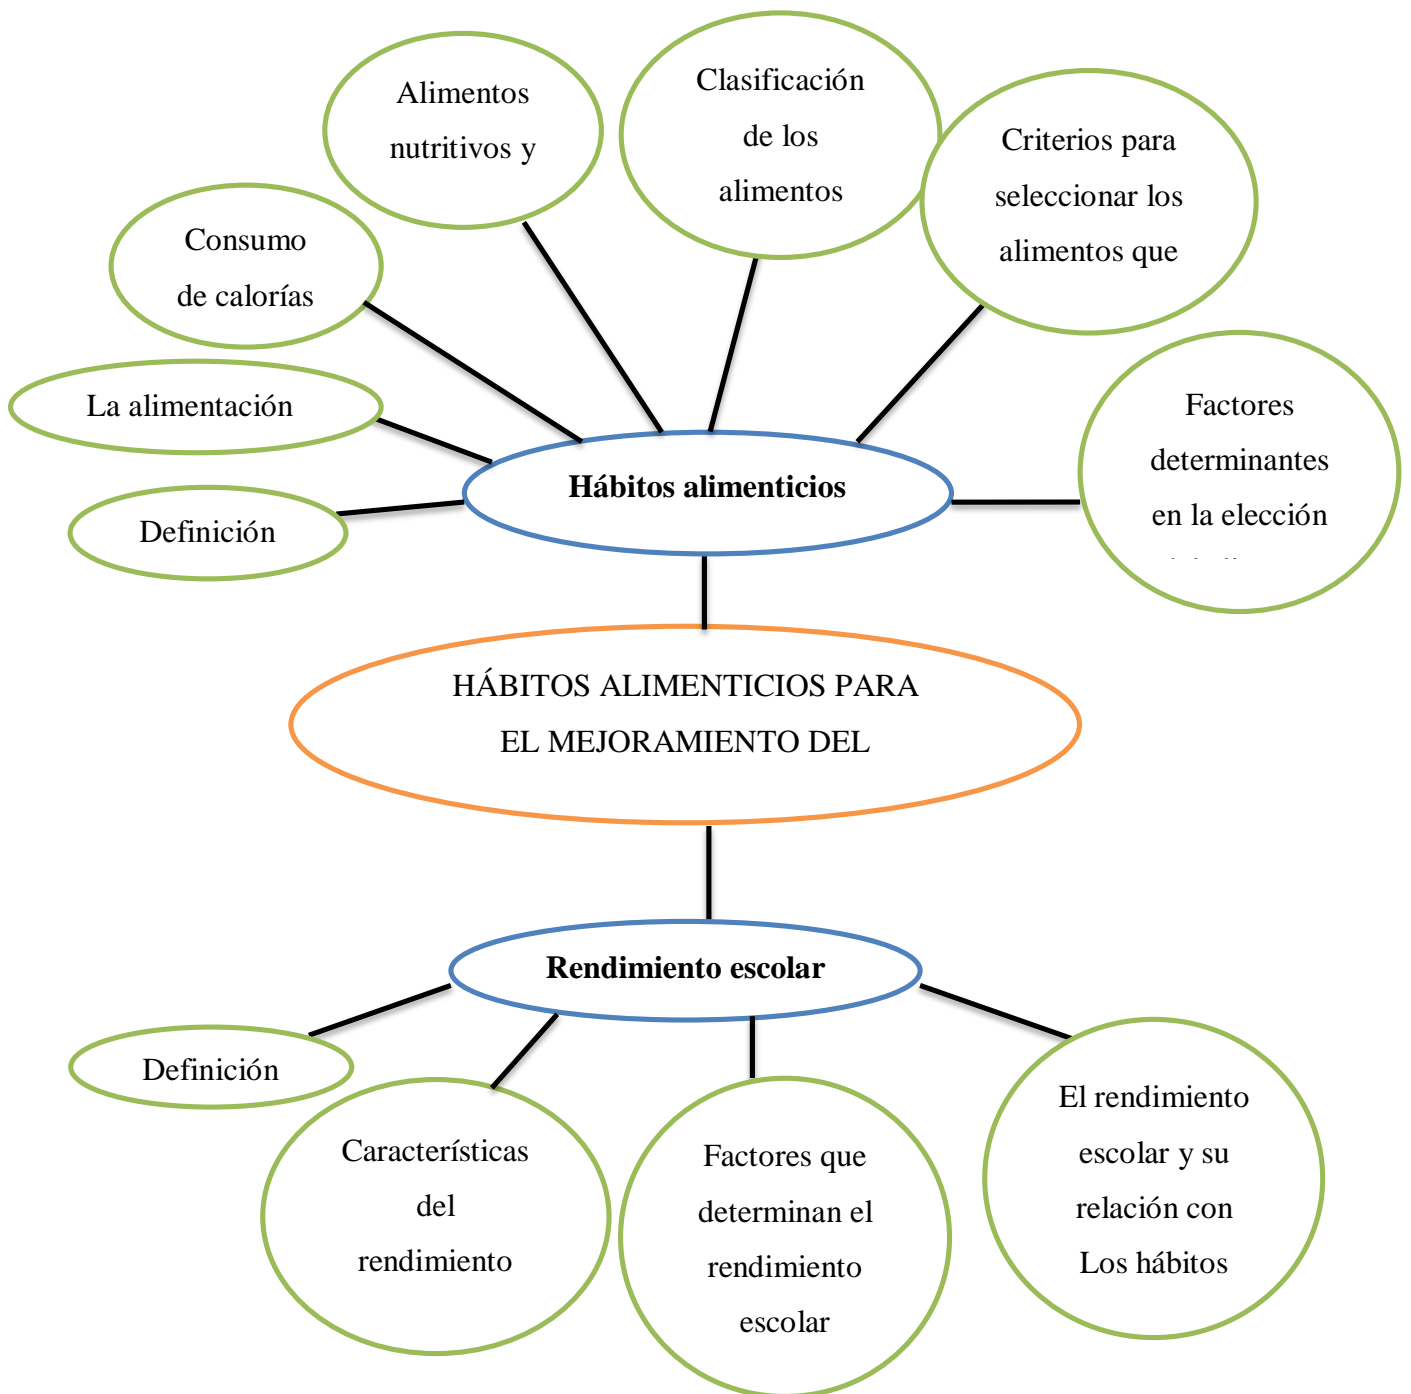 Alimentos
nutritivos y
Clasificación
de los
alimentos
Criterios para
seleccionar los
alimentos que
Consumo
de calorías
La alimentación
Definición
Factores
determinantes
en la elección
Hábitos alimenticios
HÁBITOS ALIMENTICIOS PARA
EL MEJORAMIENTO DEL
Rendimiento escolar
Definición
Características
del
rendimiento
Factores que
determinan el
rendimiento
escolar
El rendimiento
escolar y su
relación con
Los hábitos